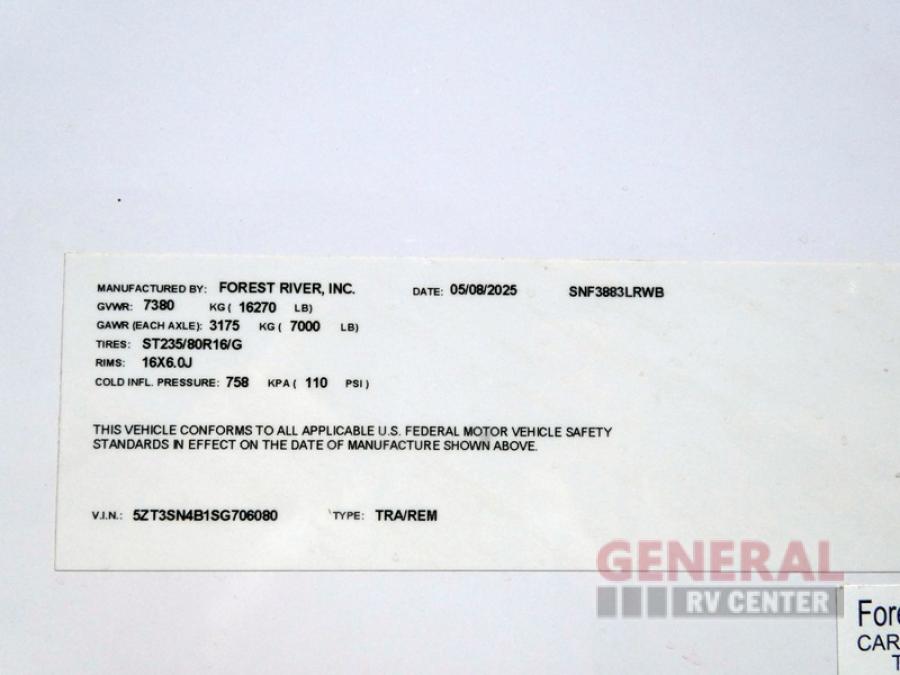 MANUFACTURED BY: FOREST RIVER, INC. DATE: 05/08/2025 SNF3883LRWB
GVWR: 7380 KG ( 16270 LB)
GAWR (EACH AXLE): 3175 KG ( 7000 LB)
TIRES: ST235/80R16/G
RIMS: 16X6.0J
COLD INFL. PRESSURE: 758 KPA ( 110 PSI )
THIS VEHICLE CONFORMS TO ALL APPLICABLE U.S. FEDERAL MOTOR VEHICLE SAFETY
STANDARDS IN EFFECT ON THE DATE OF MANUFACTURE SHOWN ABOVE.
V.I.N.: 5ZT3SN4B1SG706080 TYPE: TRA/REM
GENERAL
RV CENTER